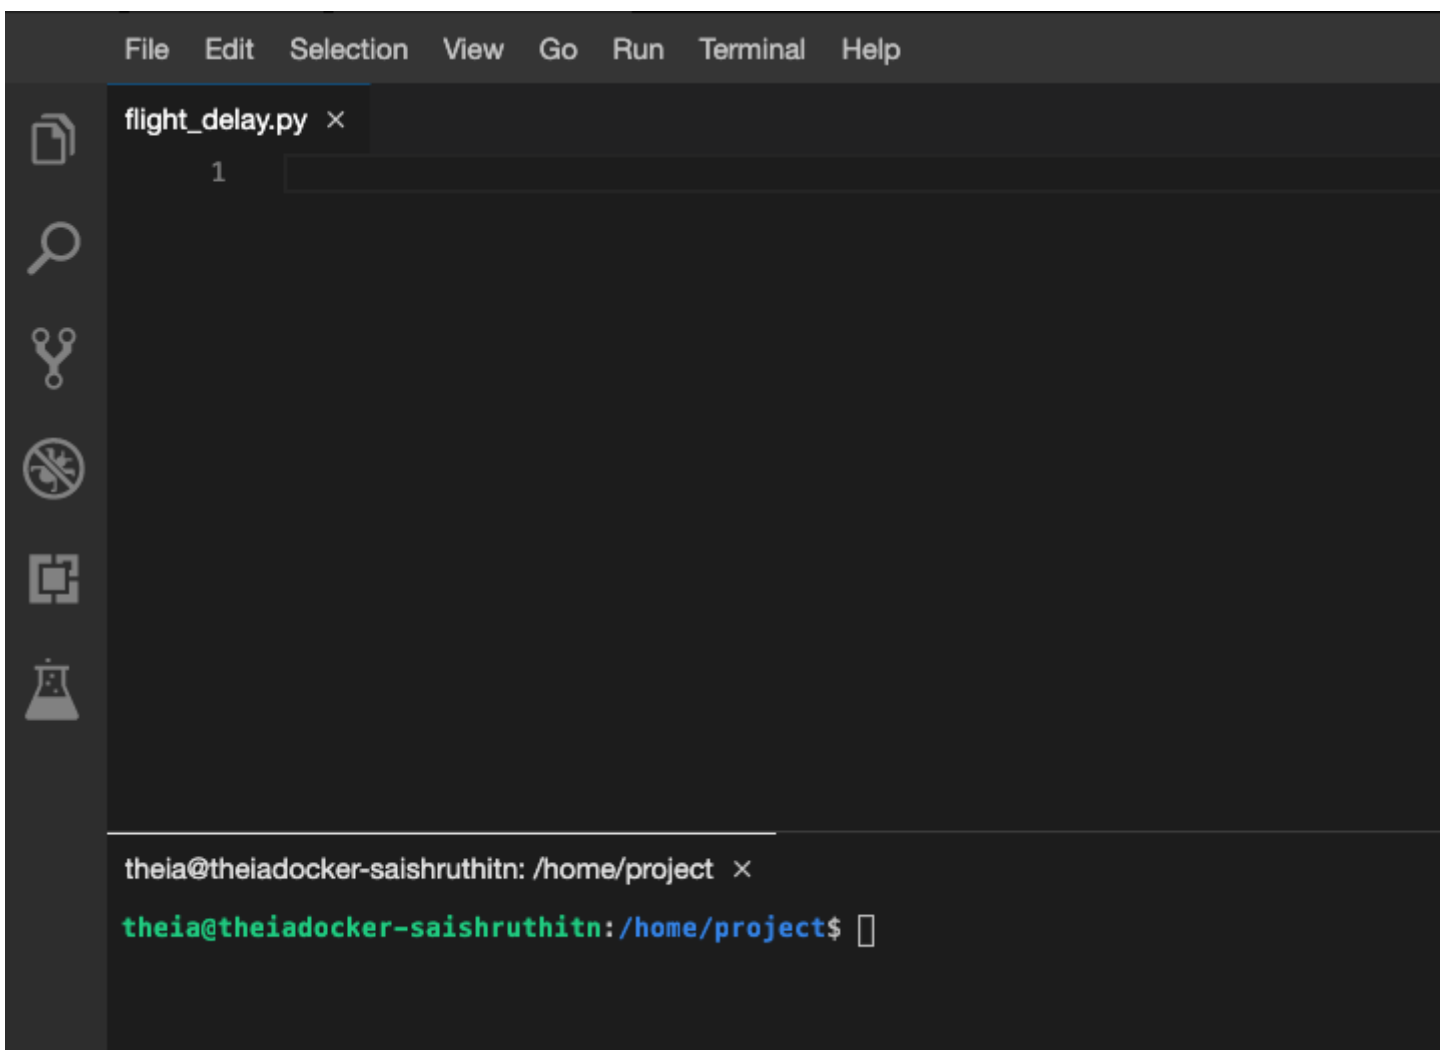 File Edit Selection View Go Run Terminal Help
flight_delay.py ×
1
theia@theiadocker-saishruthitn: /home/project ×
theia@theiadocker-saishruthitn:/home/project$